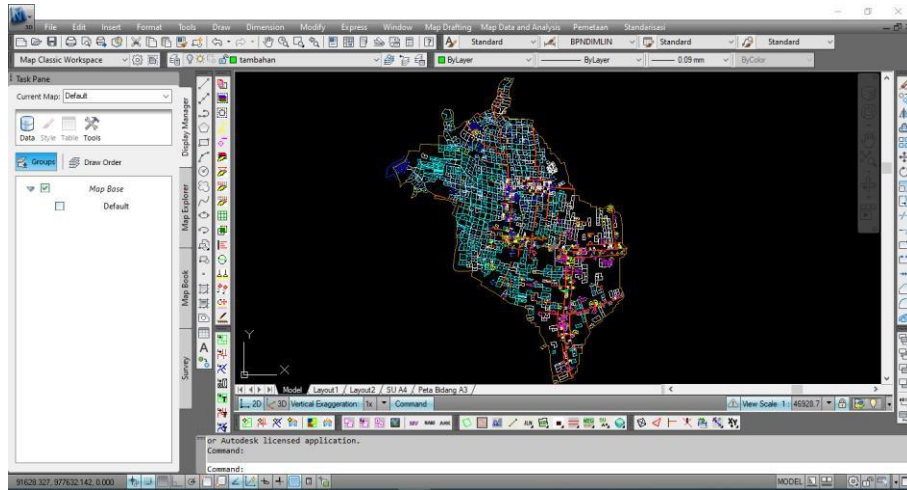 3D
File Edit Insert Format Tools Draw Dimension Modify Express Window Map Drafting Map Data and Analysis Pemetaan Standarisasi
Standard BPNDIMLIN Standard Standard
Map Classic Workspace tambahan ByLayer ByLayer 0.09 mm ByColor
Task Pane
Current Map: Default
Data Style Table Tools
Groups Draw Order
Map Base
Default
Display Manager
Map Explorer
Map Book
Survey
A
Y
X
Model Layout1 Layout2 SU A4 Peta Bidang A3
2D 3D Vertical Exaggeration: 1x Command View Scale 1: 46928.7
or Autodesk licensed application.
Command:
Command:
91628.327, 977632.142, 0.000 MODEL